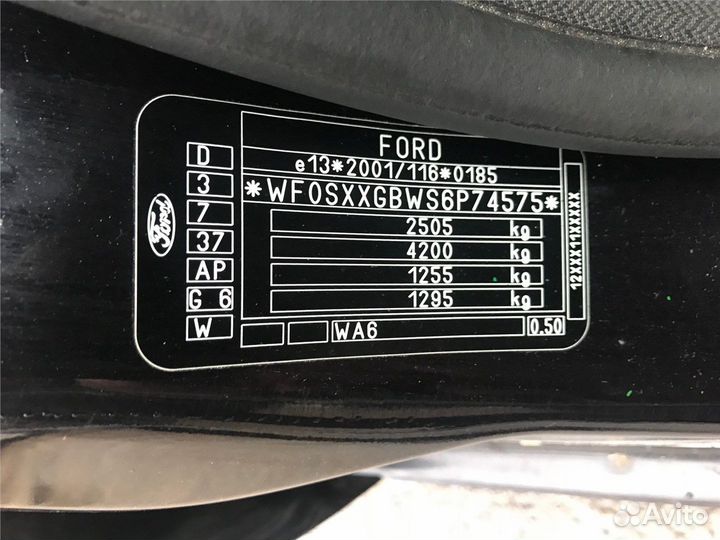 FORD
e13*2001/116*0185
*WF0SXXGBWS6P74575*
2505 kg
4200 kg
1255 kg
1295 kg
WA6 0.50
D
3
7
37
AP
G 6
W
Ford
12XXX11XXXXXX
Avito